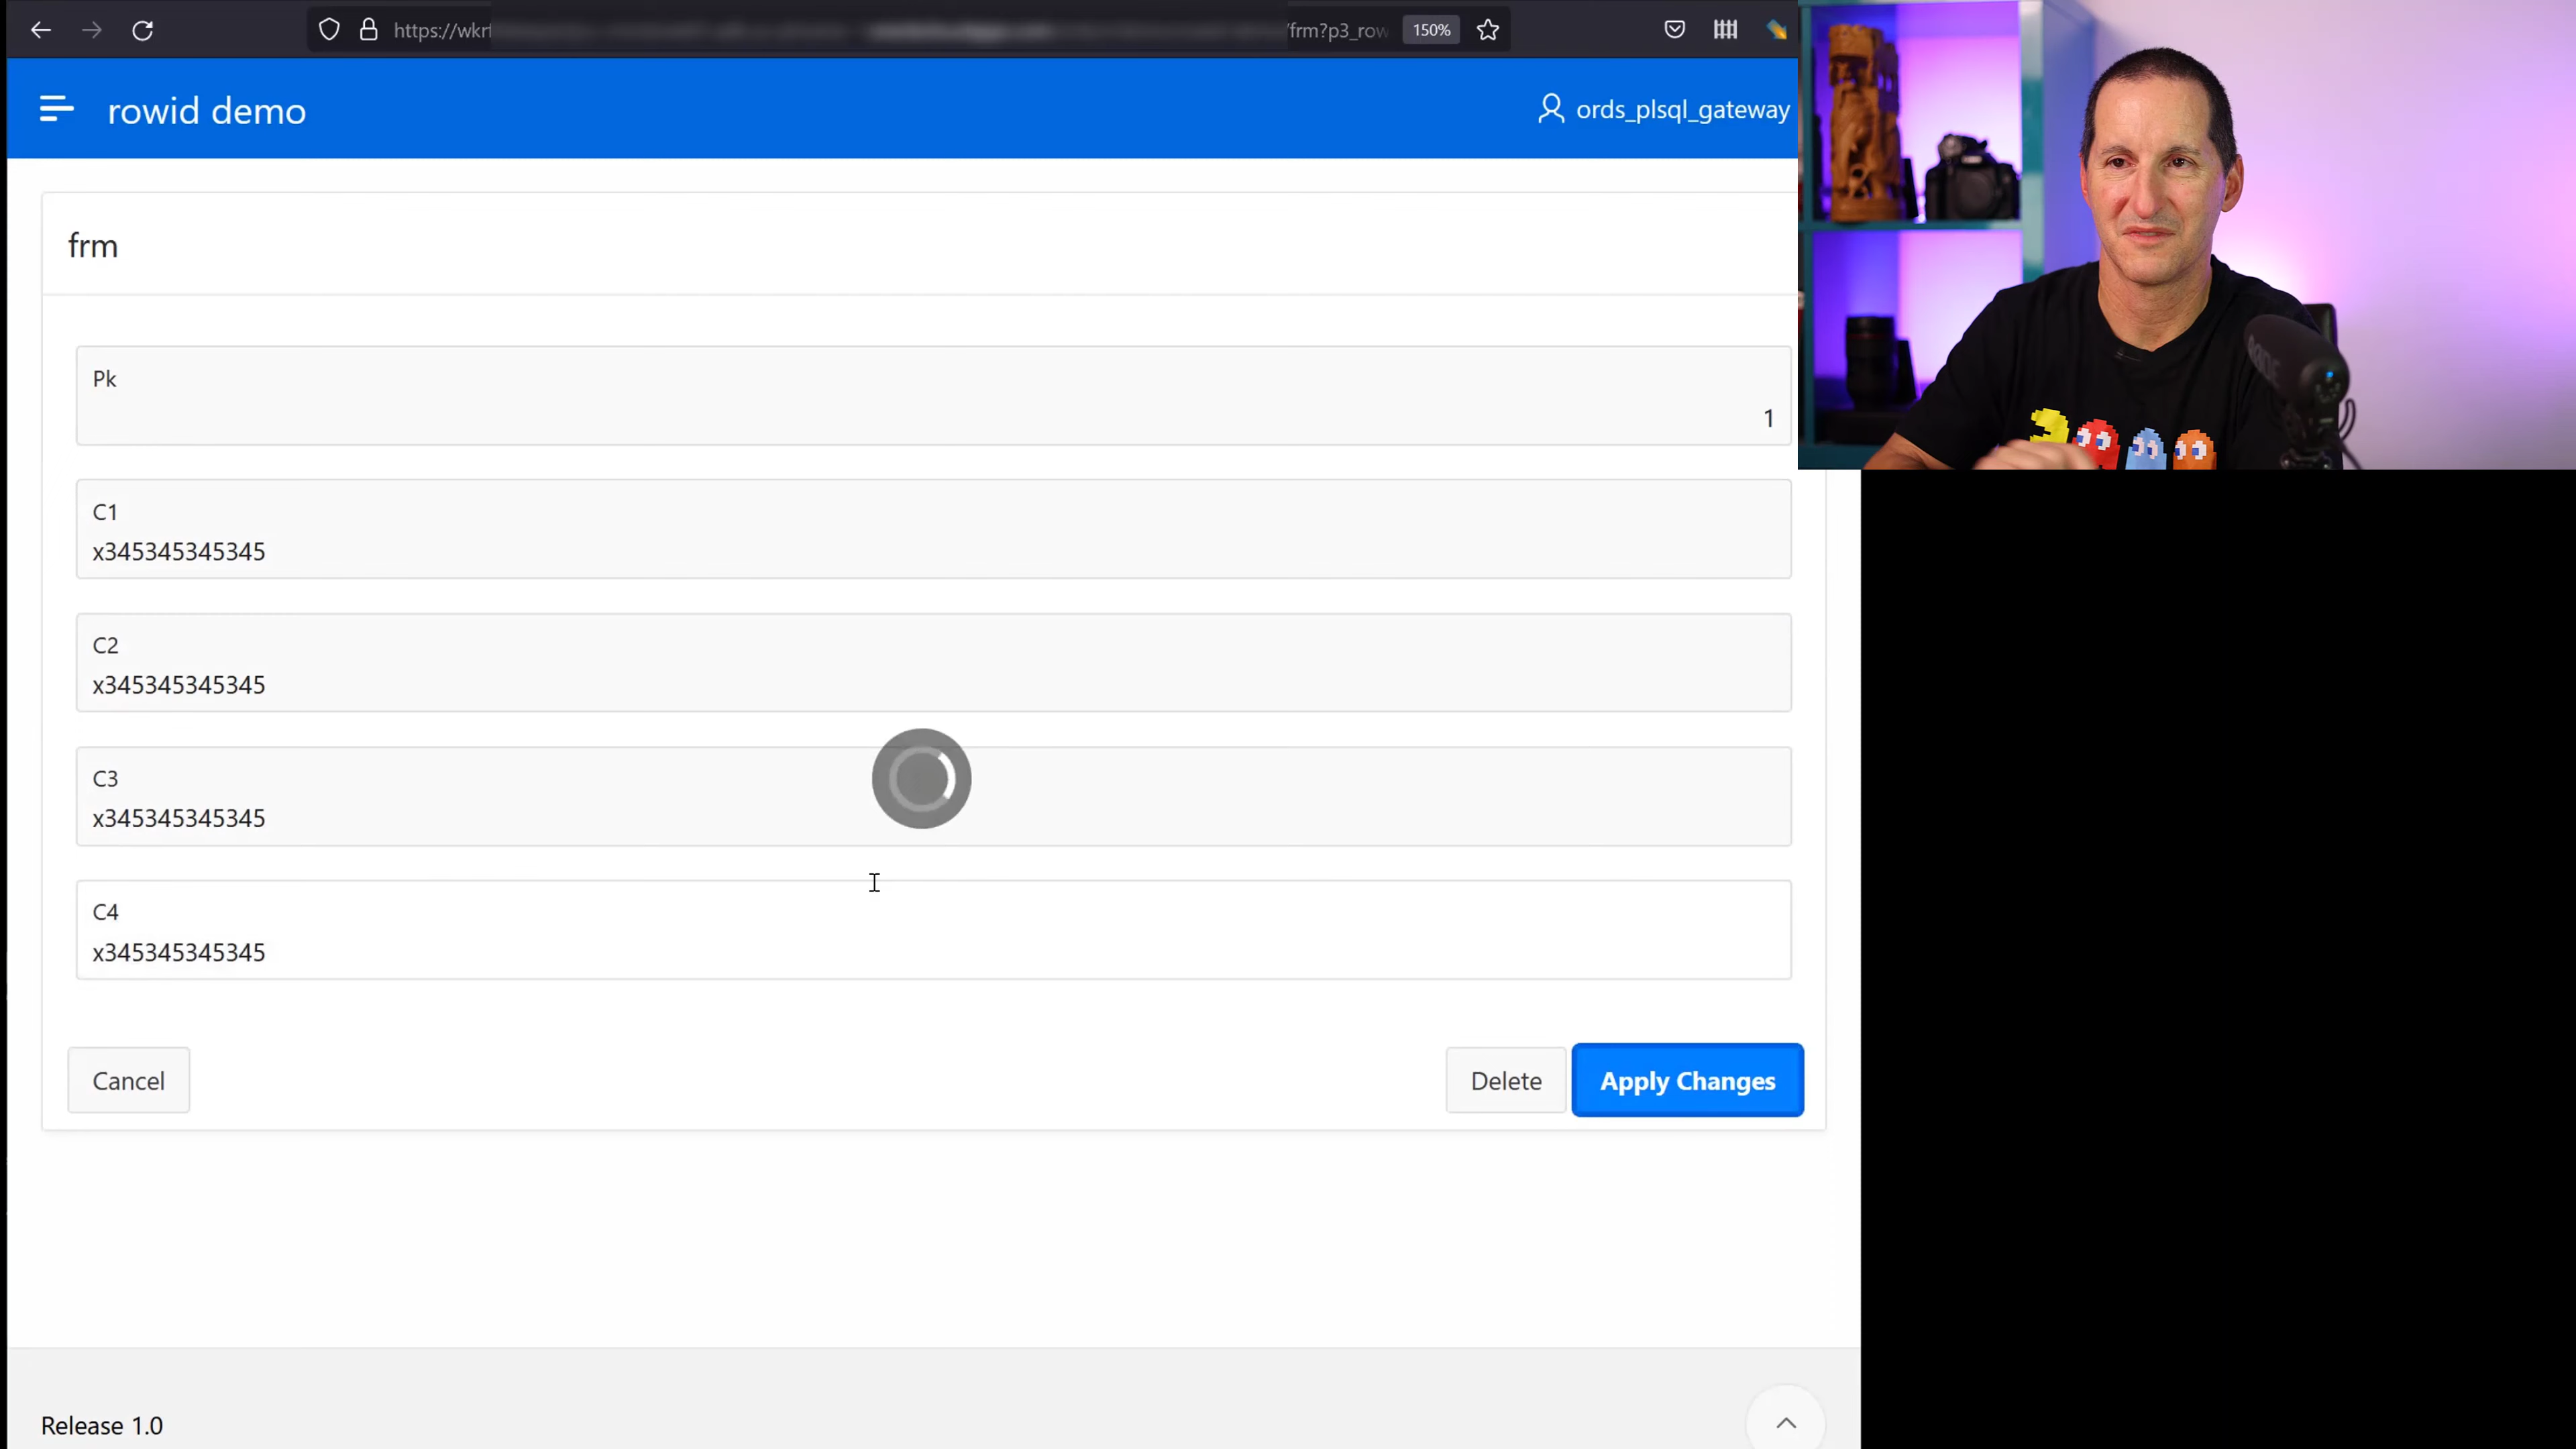 https://wkrf
/frm?p3_row
150%
rowid demo
ords_plsql_gateway
frm
Pk
1
C1
x345345345345
C2
x345345345345
C3
x345345345345
C4
x345345345345
Cancel
Delete
Apply Changes
Release 1.0